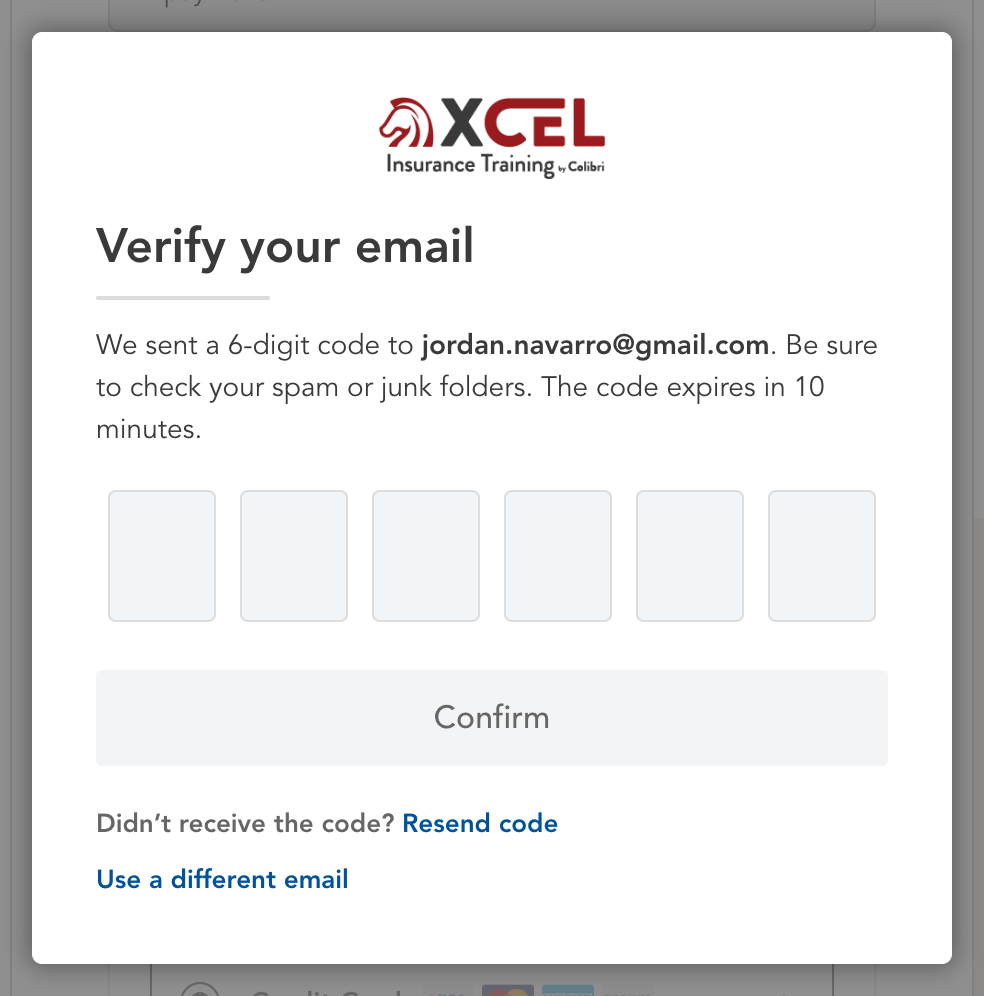 XCEL
Insurance Training by Colibri
Verify your email
We sent a 6-digit code to jordan.navarro@gmail.com. Be sure
to check your spam or junk folders. The code expires in 10
minutes.
Confirm
Didn’t receive the code? Resend code
Use a different email